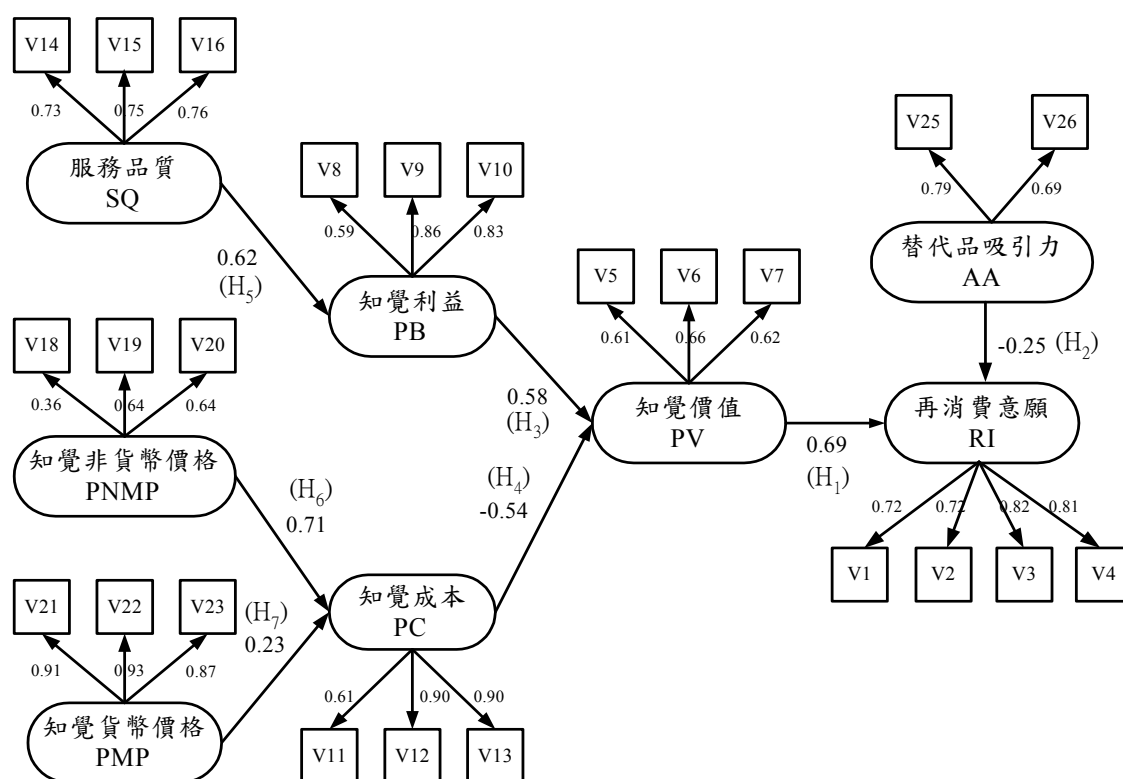 V14 V15 V16
0.73 0.75 0.76
服務品質
SQ
0.62
(H5)
V8 V9 V10
0.59 0.86 0.83
知覺利益
PB
V18 V19 V20
0.36 0.64 0.64
知覺非貨幣價格
PNMP
(H6)
0.71
V21 V22 V23
0.91 0.93 0.87
知覺貨幣價格
PMP
(H7)
0.23
知覺成本
PC
0.61 0.90 0.90
V11 V12 V13
0.58
(H3)
(H4)
-0.54
V5 V6 V7
0.61 0.66 0.62
知覺價值
PV
0.69
(H1)
V25 V26
0.79 0.69
替代品吸引力
AA
-0.25 (H2)
再消費意願
RI
0.72 0.72 0.82 0.81
V1 V2 V3 V4